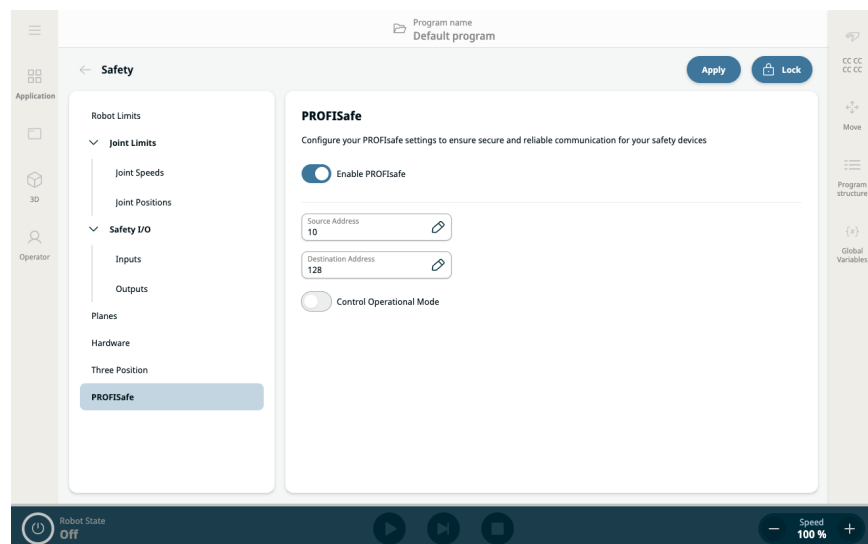 Program name
Default program
Safety
Apply
Lock
Application
3D
Operator
Robot Limits
Joint Limits
Joint Speeds
Joint Positions
Safety I/O
Inputs
Outputs
Planes
Hardware
Three Position
PROFISafe
PROFISafe
Configure your PROFIsafe settings to ensure secure and reliable communication for your safety devices
Enable PROFIsafe
Source Address
10
Destination Address
128
Control Operational Mode
CC CC
CC CC
Move
Program
structure
Global
Variables
Robot State
Off
Speed
100 %